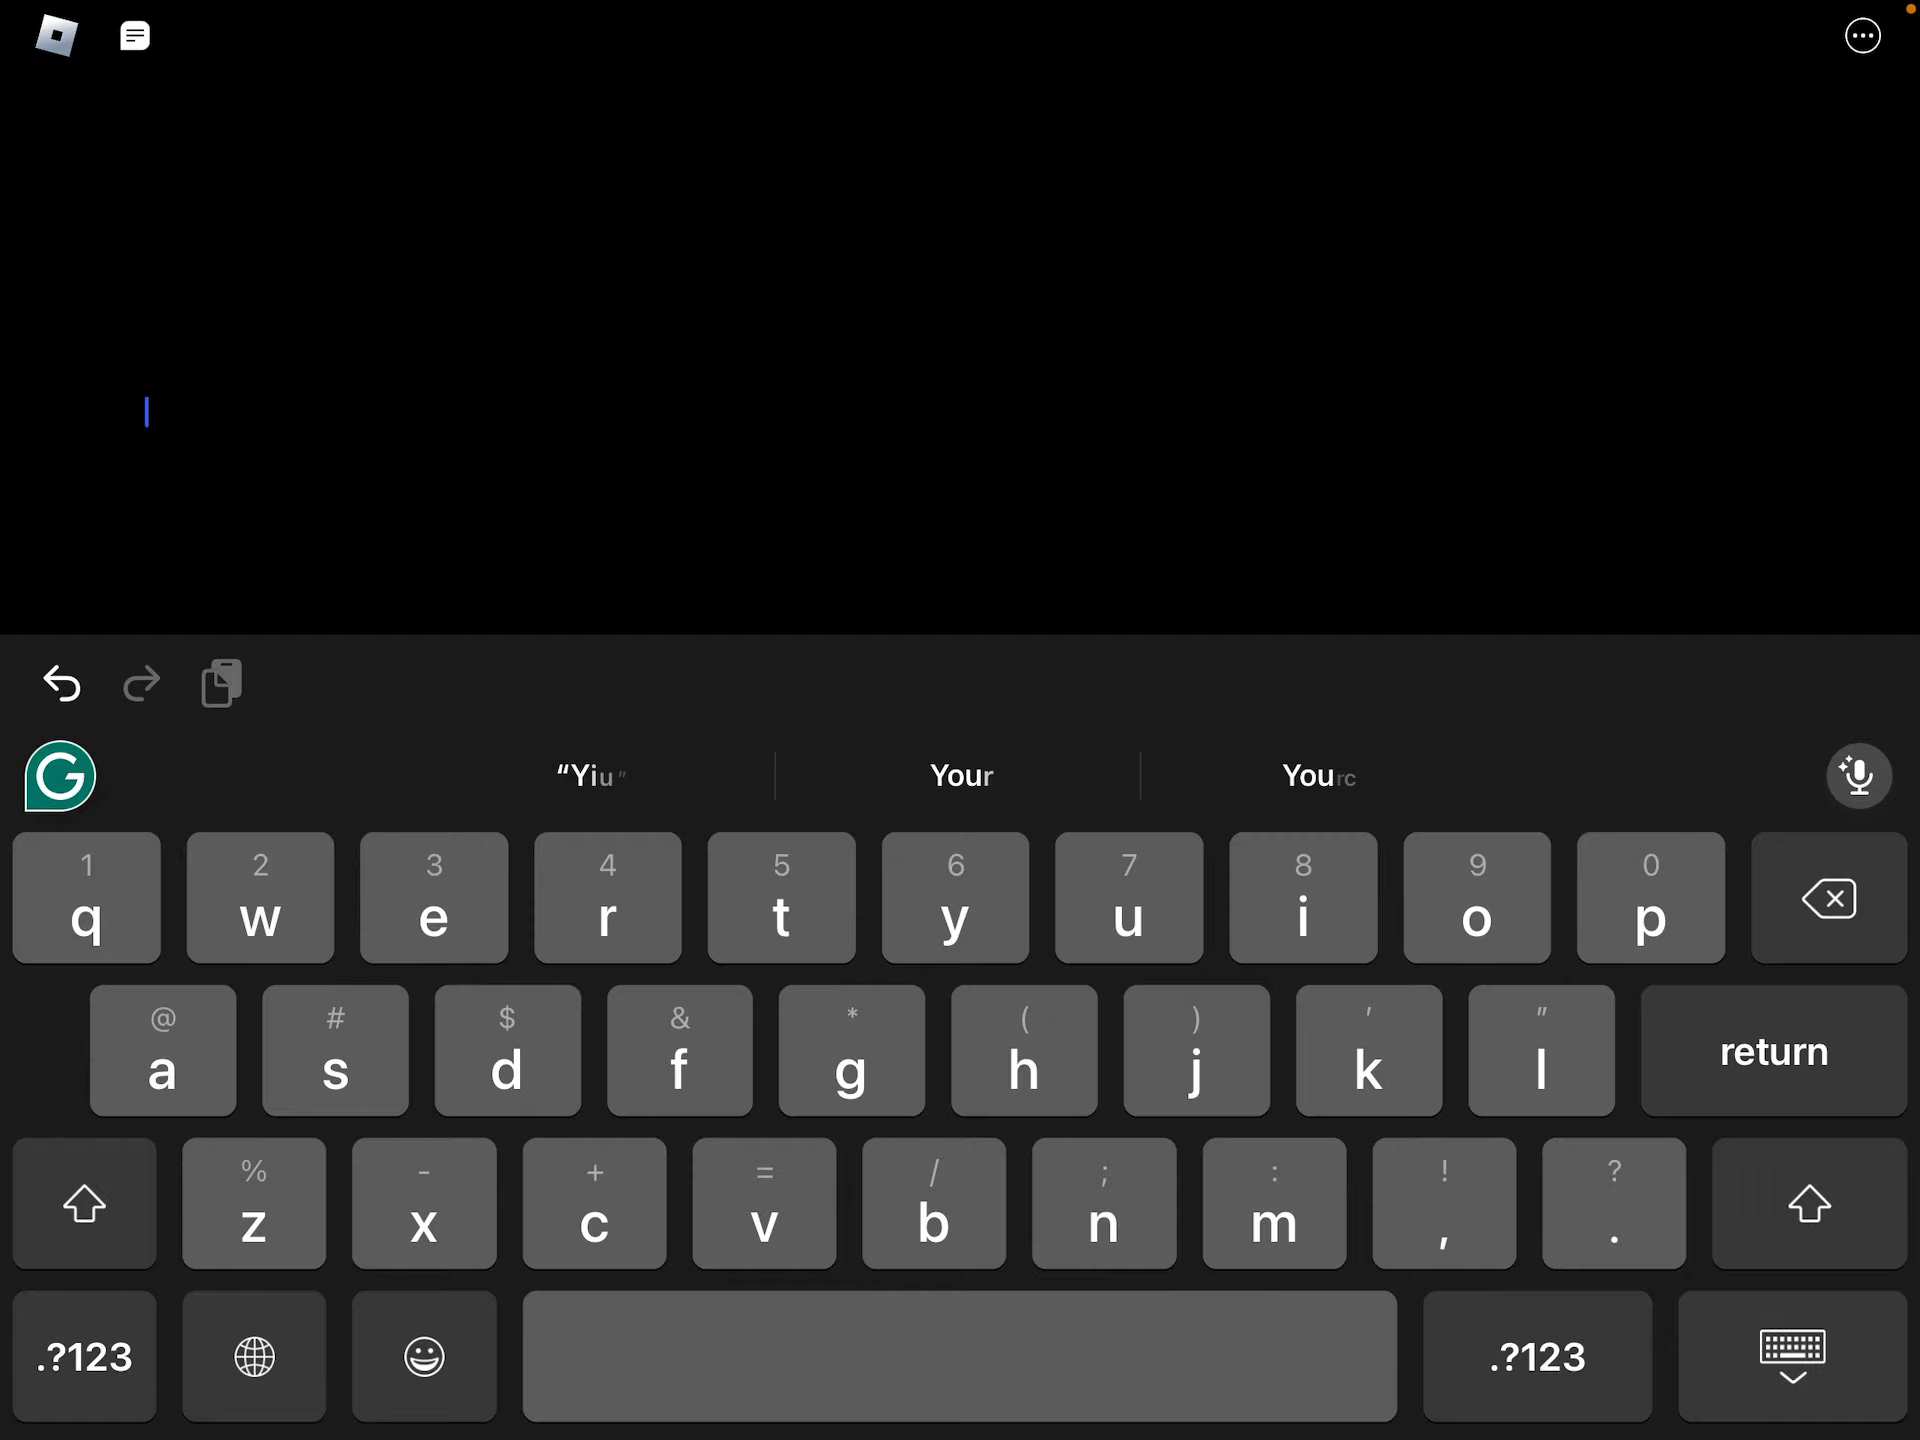 “Yiu” Your Yourc
1 2 3 4 5 6 7 8 9 0
q w e r t y u i o p
@ # $ & * ( ) ' "
a s d f g h j k l return
% - + = / ; : ! ?
z x c v b n m , .
.?123 .?123